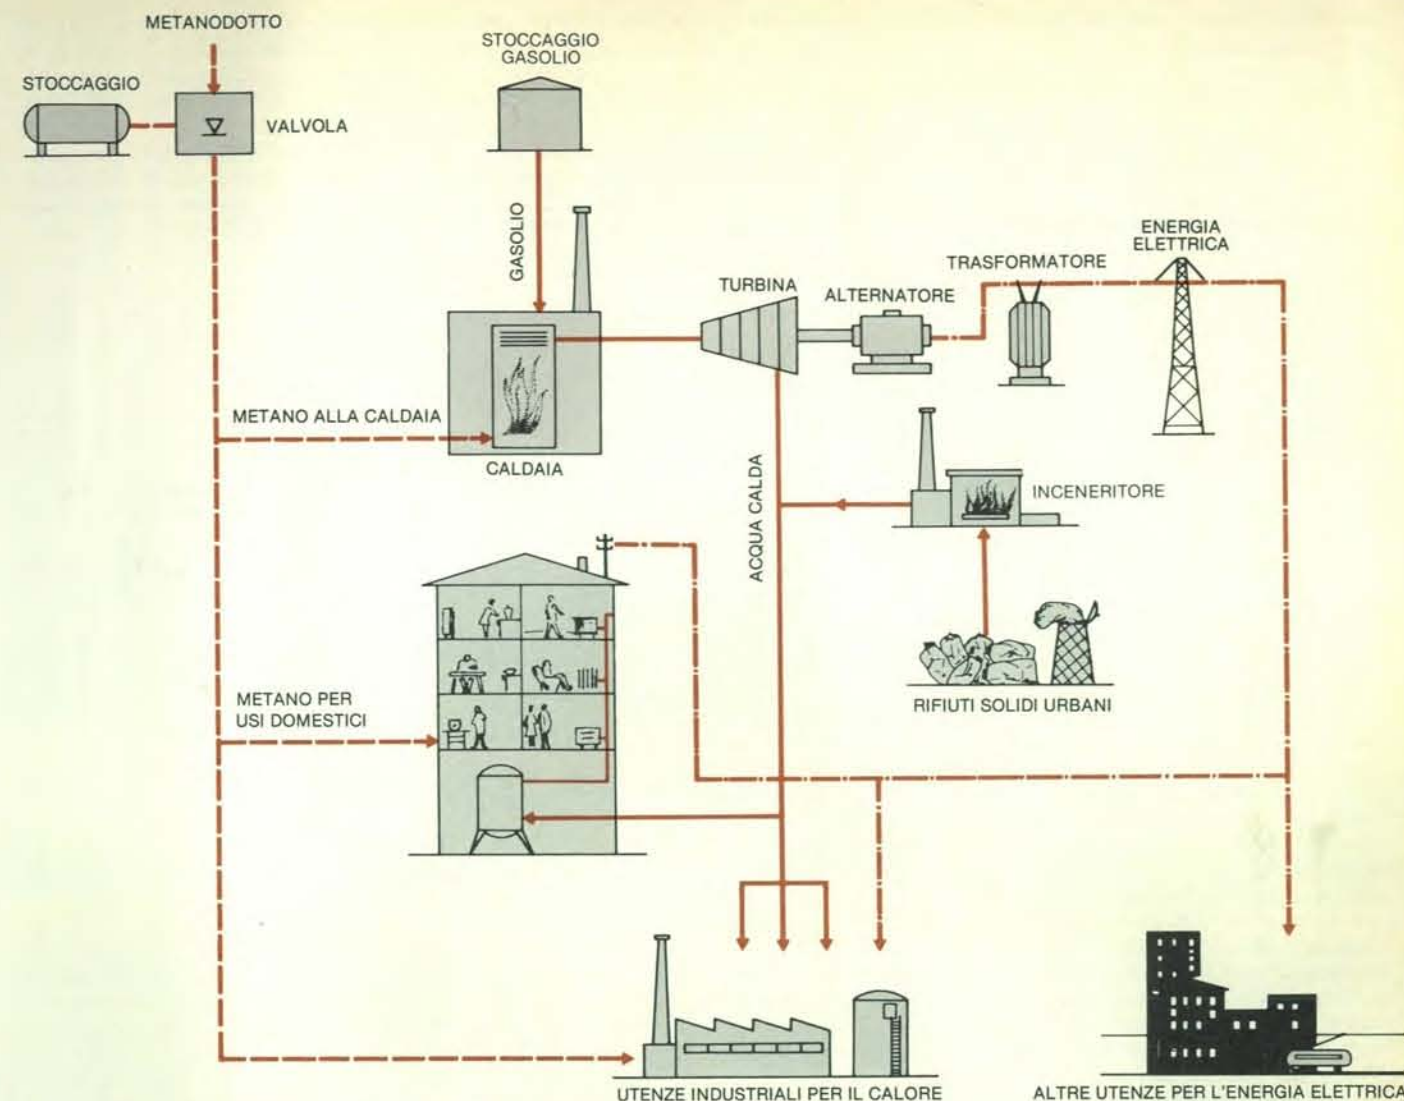 METANODOTTO
STOCCAGGIO
GASOLIO
STOCCAGGIO
VALVOLA
GASOLIO
ENERGIA
ELETTRICA
TRASFORMATORE
TURBINA
ALTERNATORE
METANO ALLA CALDAIA
CALDAIA
ACQUA CALDA
INCENERITORE
METANO PER
USI DOMESTICI
RIFIUTI SOLIDI URBANI
UTENZE INDUSTRIALI PER IL CALORE
ALTRE UTENZE PER L'ENERGIA ELETTRICA